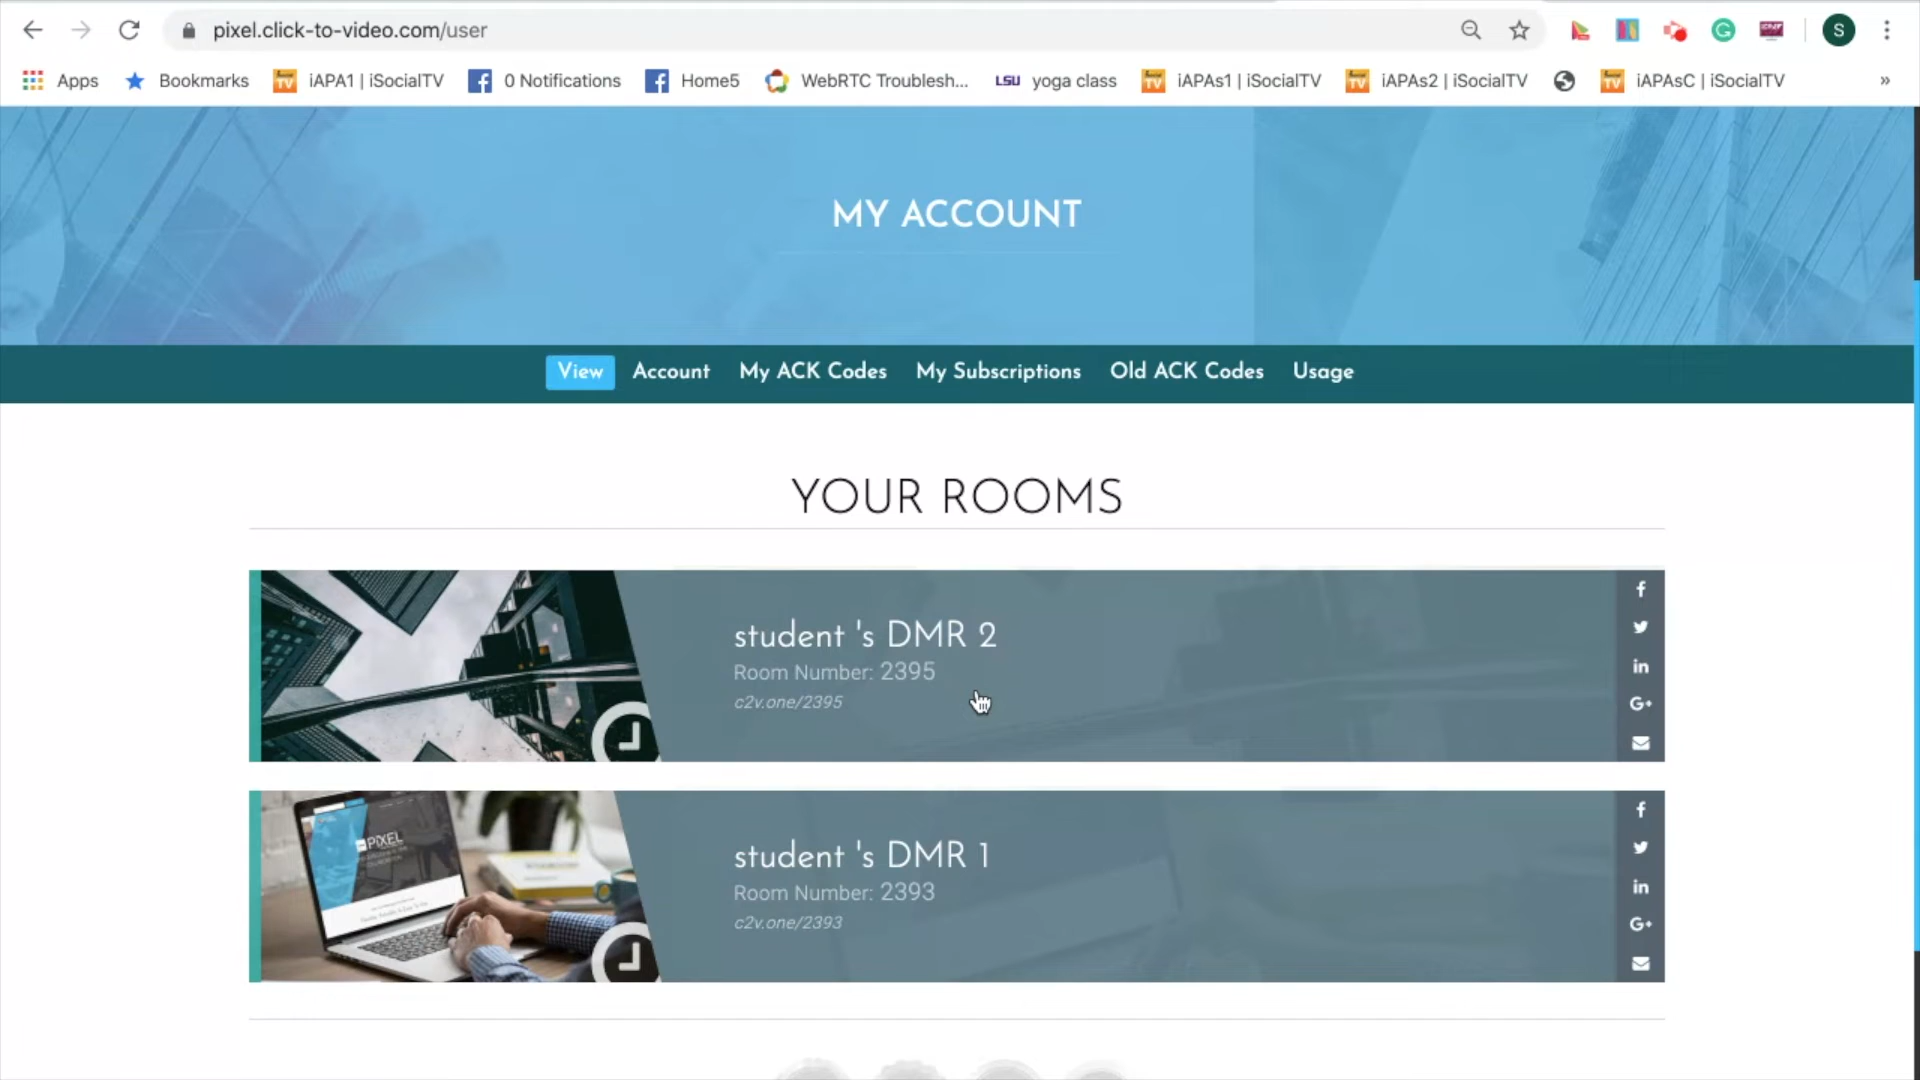 pixel.click-to-video.com/user
S
Apps Bookmarks iAPA1 | iSocialTV 0 Notifications Home5 WebRTC Troublesh... LSU yoga class iAPAs1 | iSocialTV iAPAs2 | iSocialTV iAPAsC | iSocialTV »
MY ACCOUNT
View Account My ACK Codes My Subscriptions Old ACK Codes Usage
YOUR ROOMS
student 's DMR 2
Room Number: 2395
c2v.one/2395
student 's DMR 1
Room Number: 2393
c2v.one/2393
PIXEL